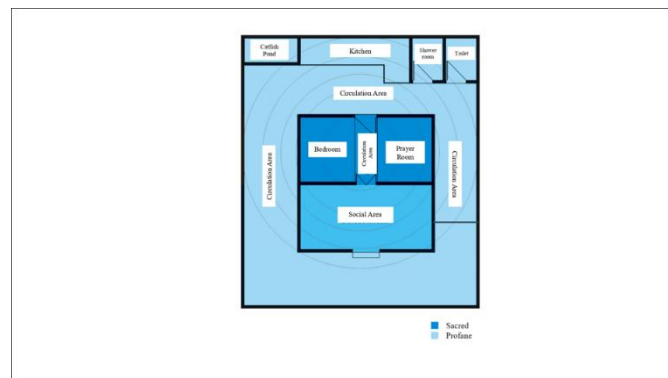 Catfish
Pond
Kitchen
Shower
room
Toilet
Circulation Area
Bedroom
Circulation
Area
Prayer
Room
Circulation Area
Circulation Area
Social Area
Sacred
Profane